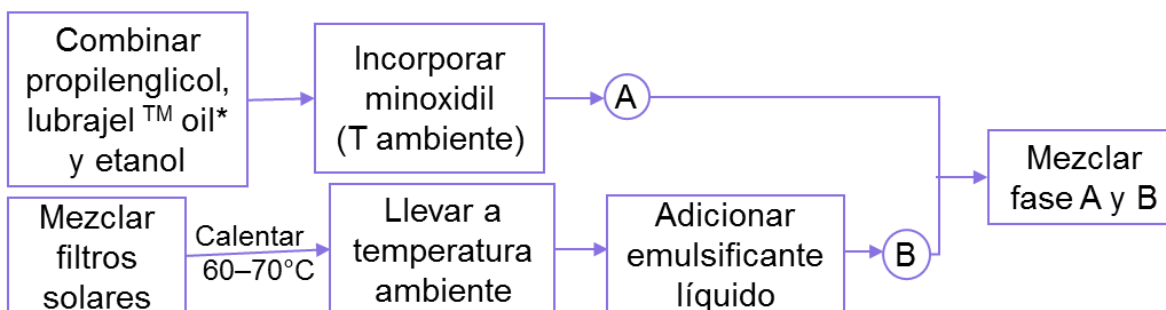 Combinar
propilenglicol,
lubrajel ™ oil*
y etanol
Incorporar
minoxidil
(T ambiente)
A
Mezclar
fase A y B
Mezclar
filtros
solares
Calentar
60–70°C
Llevar a
temperatura
ambiente
Adicionar
emulsificante
líquido
B